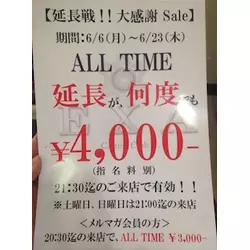 【延長戦!!大感謝 Sale】
期間:6/6(月)~6/23(木)
ALL TIME
延長が、何度でも
¥4,000-
(指名料別)
21:30迄のご来店で有効!!
※土曜日、日曜日は21:00迄の来店
<メルマガ会員の方>
20:30迄の来店で、ALL TIME ¥3,000-